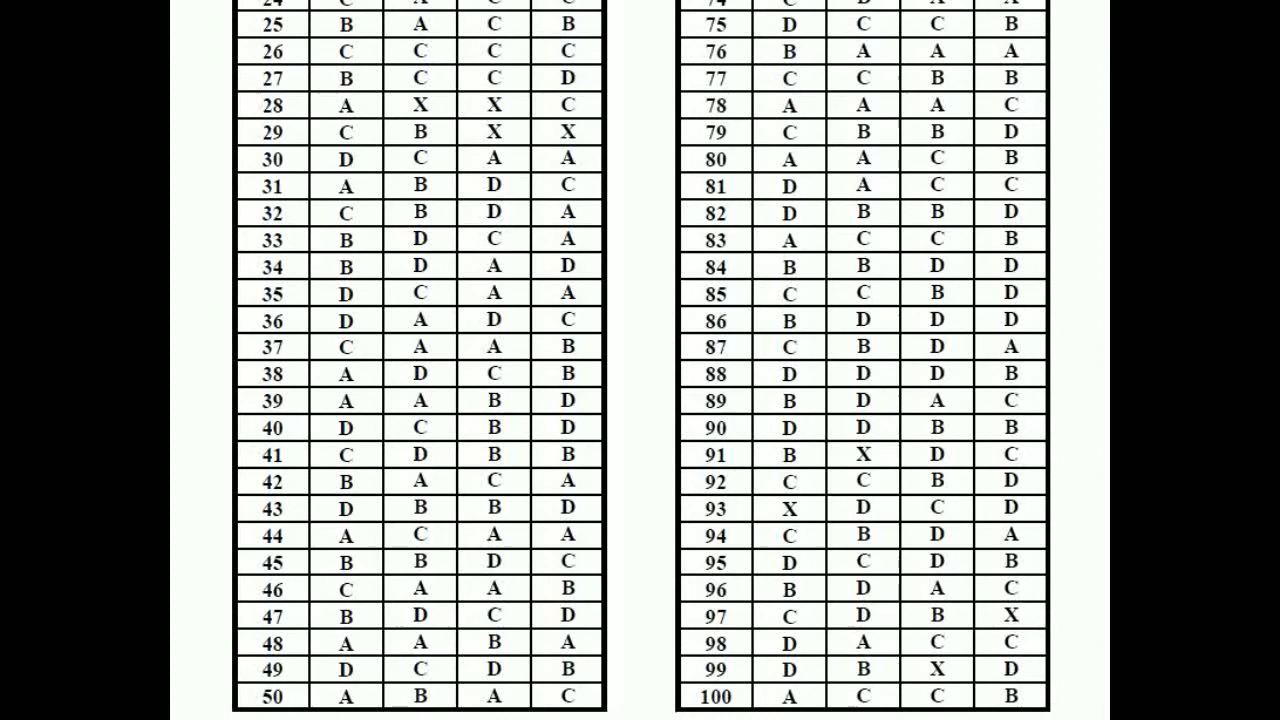 24 C A C C 74 C D A A
25 B A C B 75 D C C B
26 C C C C 76 B A A A
27 B C C D 77 C C B B
28 A X X C 78 A A A C
29 C B X X 79 C B B D
30 D C A A 80 A A C B
31 A B D C 81 D A C C
32 C B D A 82 D B B D
33 B D C A 83 A C C B
34 B D A D 84 B B D D
35 D C A A 85 C C B D
36 D A D C 86 B D D D
37 C A A B 87 C B D A
38 A D C B 88 D D D B
39 A A B D 89 B D A C
40 D C B D 90 D D B B
41 C D B B 91 B X D C
42 B A C A 92 C C B D
43 D B B D 93 X D C D
44 A C A A 94 C B D A
45 B B D C 95 D C D B
46 C A A B 96 B D A C
47 B D C D 97 C D B X
48 A A B A 98 D A C C
49 D C D B 99 D B X D
50 A B A C 100 A C C B